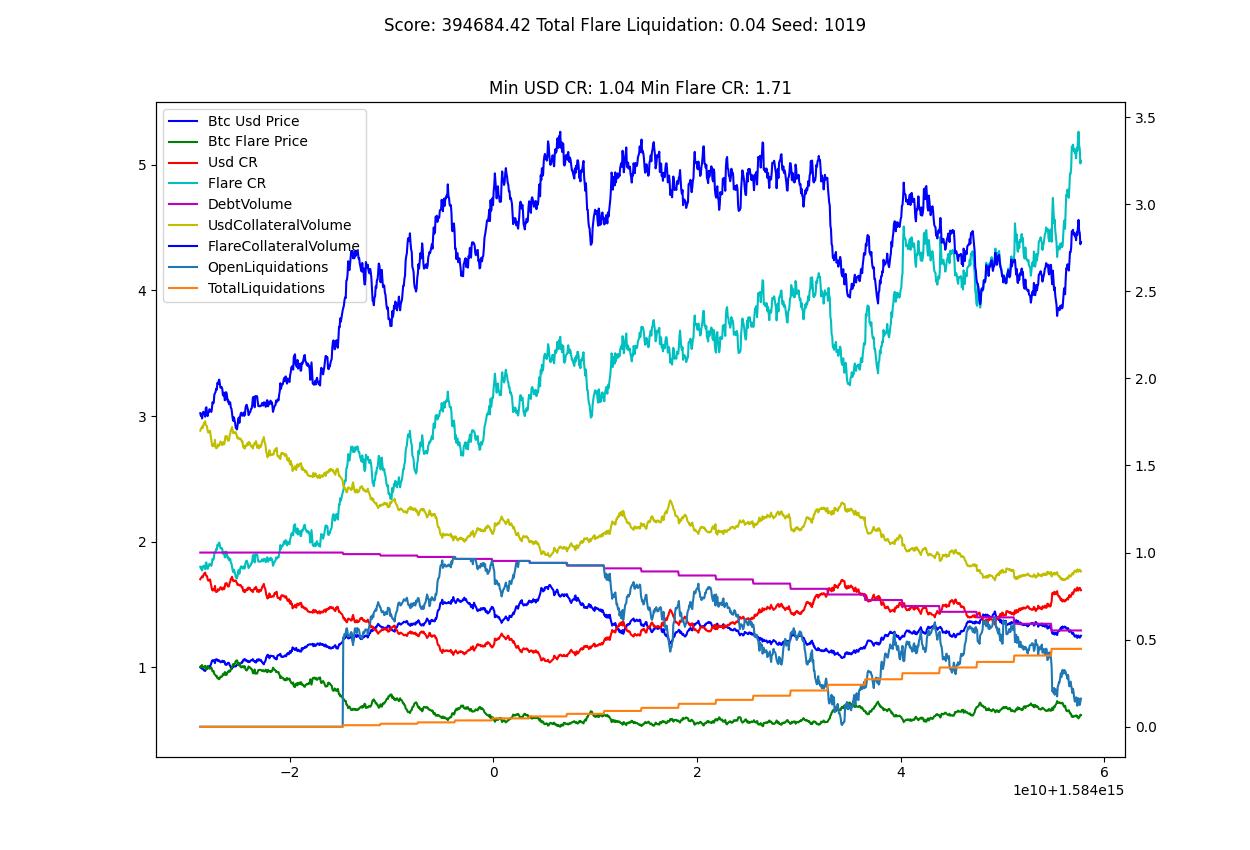 Score: 394684.42 Total Flare Liquidation: 0.04 Seed: 1019
Min USD CR: 1.04 Min Flare CR: 1.71
Btc Usd Price
Btc Flare Price
Usd CR
Flare CR
DebtVolume
UsdCollateralVolume
FlareCollateralVolume
OpenLiquidations
TotalLiquidations
5
4
3
2
1
3.5
3.0
2.5
2.0
1.5
1.0
0.5
0.0
−2
0
2
4
6
1e10+1.584e15